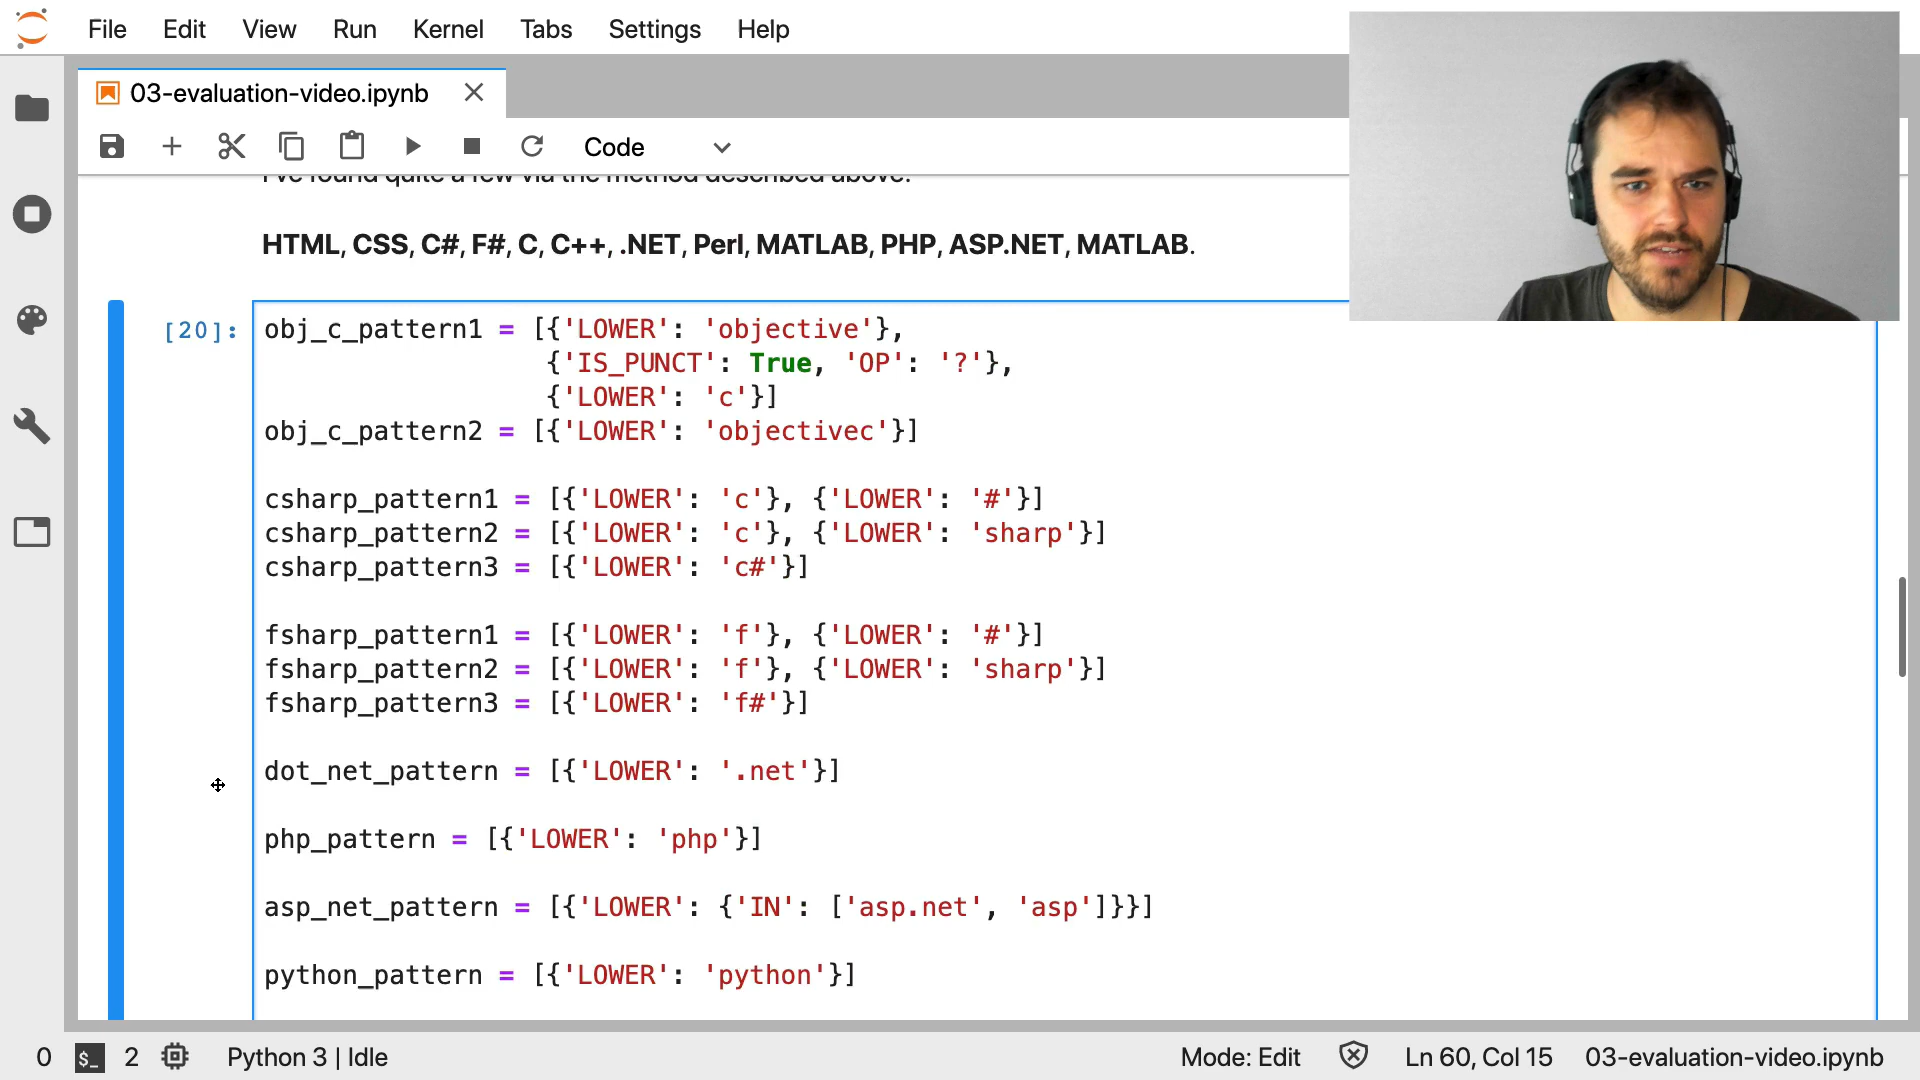 File Edit View Run Kernel Tabs Settings Help
03-evaluation-video.ipynb
Code
I've found quite a few via the method described above.
HTML, CSS, C#, F#, C, C++, .NET, Perl, MATLAB, PHP, ASP.NET, MATLAB.
[20]: obj_c_pattern1 = [{'LOWER': 'objective'},
{'IS_PUNCT': True, 'OP': '?'},
{'LOWER': 'c'}]
obj_c_pattern2 = [{'LOWER': 'objectivec'}]
csharp_pattern1 = [{'LOWER': 'c'}, {'LOWER': '#'}]
csharp_pattern2 = [{'LOWER': 'c'}, {'LOWER': 'sharp'}]
csharp_pattern3 = [{'LOWER': 'c#'}]
fsharp_pattern1 = [{'LOWER': 'f'}, {'LOWER': '#'}]
fsharp_pattern2 = [{'LOWER': 'f'}, {'LOWER': 'sharp'}]
fsharp_pattern3 = [{'LOWER': 'f#'}]
dot_net_pattern = [{'LOWER': '.net'}]
php_pattern = [{'LOWER': 'php'}]
asp_net_pattern = [{'LOWER': {'IN': ['asp.net', 'asp']}}]
python_pattern = [{'LOWER': 'python'}]
0 $_ 2 Python 3 | Idle Mode: Edit Ln 60, Col 15 03-evaluation-video.ipynb